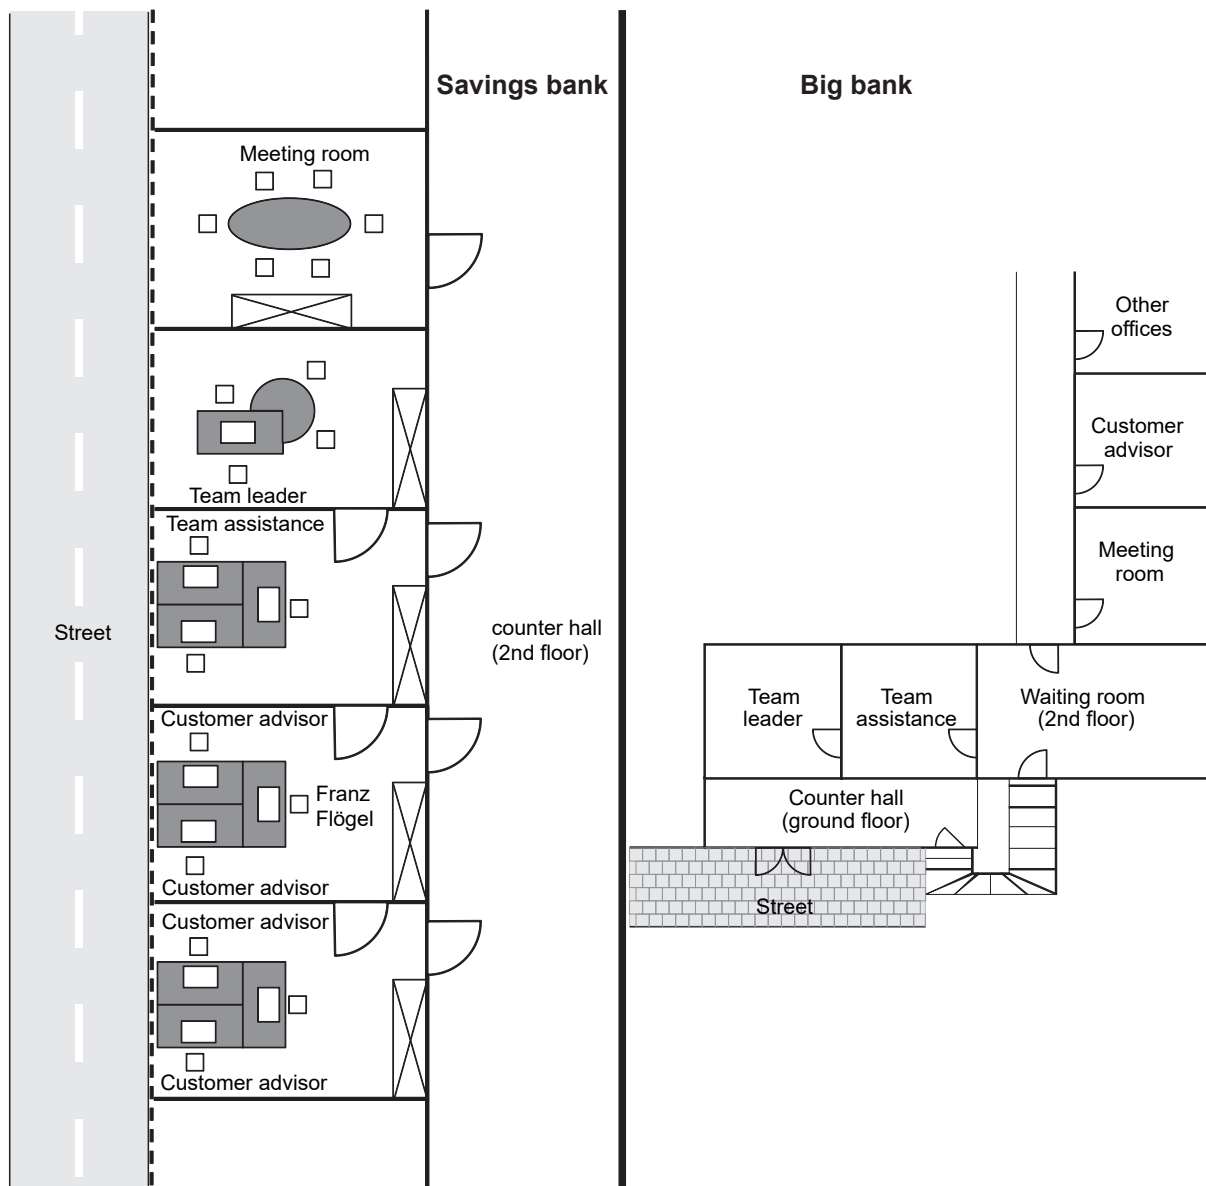 Savings bank
Big bank
Meeting room
Team leader
Team assistance
Street
counter hall
(2nd floor)
Customer advisor
Franz
Flögel
Customer advisor
Customer advisor
Customer advisor
Other
offices
Customer
advisor
Meeting
room
Team
leader
Team
assistance
Waiting room
(2nd floor)
Counter hall
(ground floor)
Street